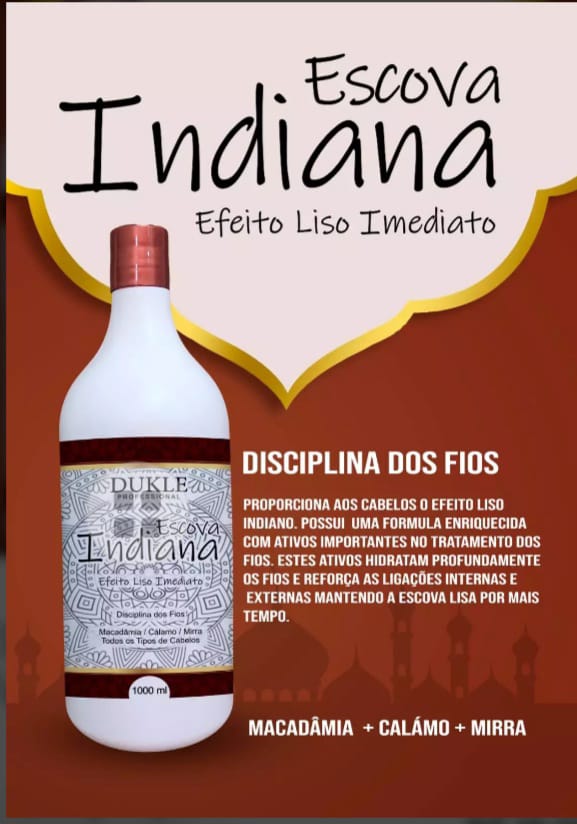 Escova
Indiana
Efeito Liso Imediato
DUKLE
PROFESSIONAL
Escova
Indiana
Efeito Liso Imediato
Disciplina dos Fios
Macadâmia / Cálamo / Mirra
Todos os Tipos de Cabelos
1000 ml
DISCIPLINA DOS FIOS
PROPORCIONA AOS CABELOS O EFEITO LISO
INDIANO. POSSUI UMA FORMULA ENRIQUECIDA
COM ATIVOS IMPORTANTES NO TRATAMENTO DOS
FIOS. ESTES ATIVOS HIDRATAM PROFUNDAMENTE
OS FIOS E REFORÇA AS LIGAÇÕES INTERNAS E
EXTERNAS MANTENDO A ESCOVA LISA POR MAIS
TEMPO.
MACADÂMIA + CALÁMO + MIRRA